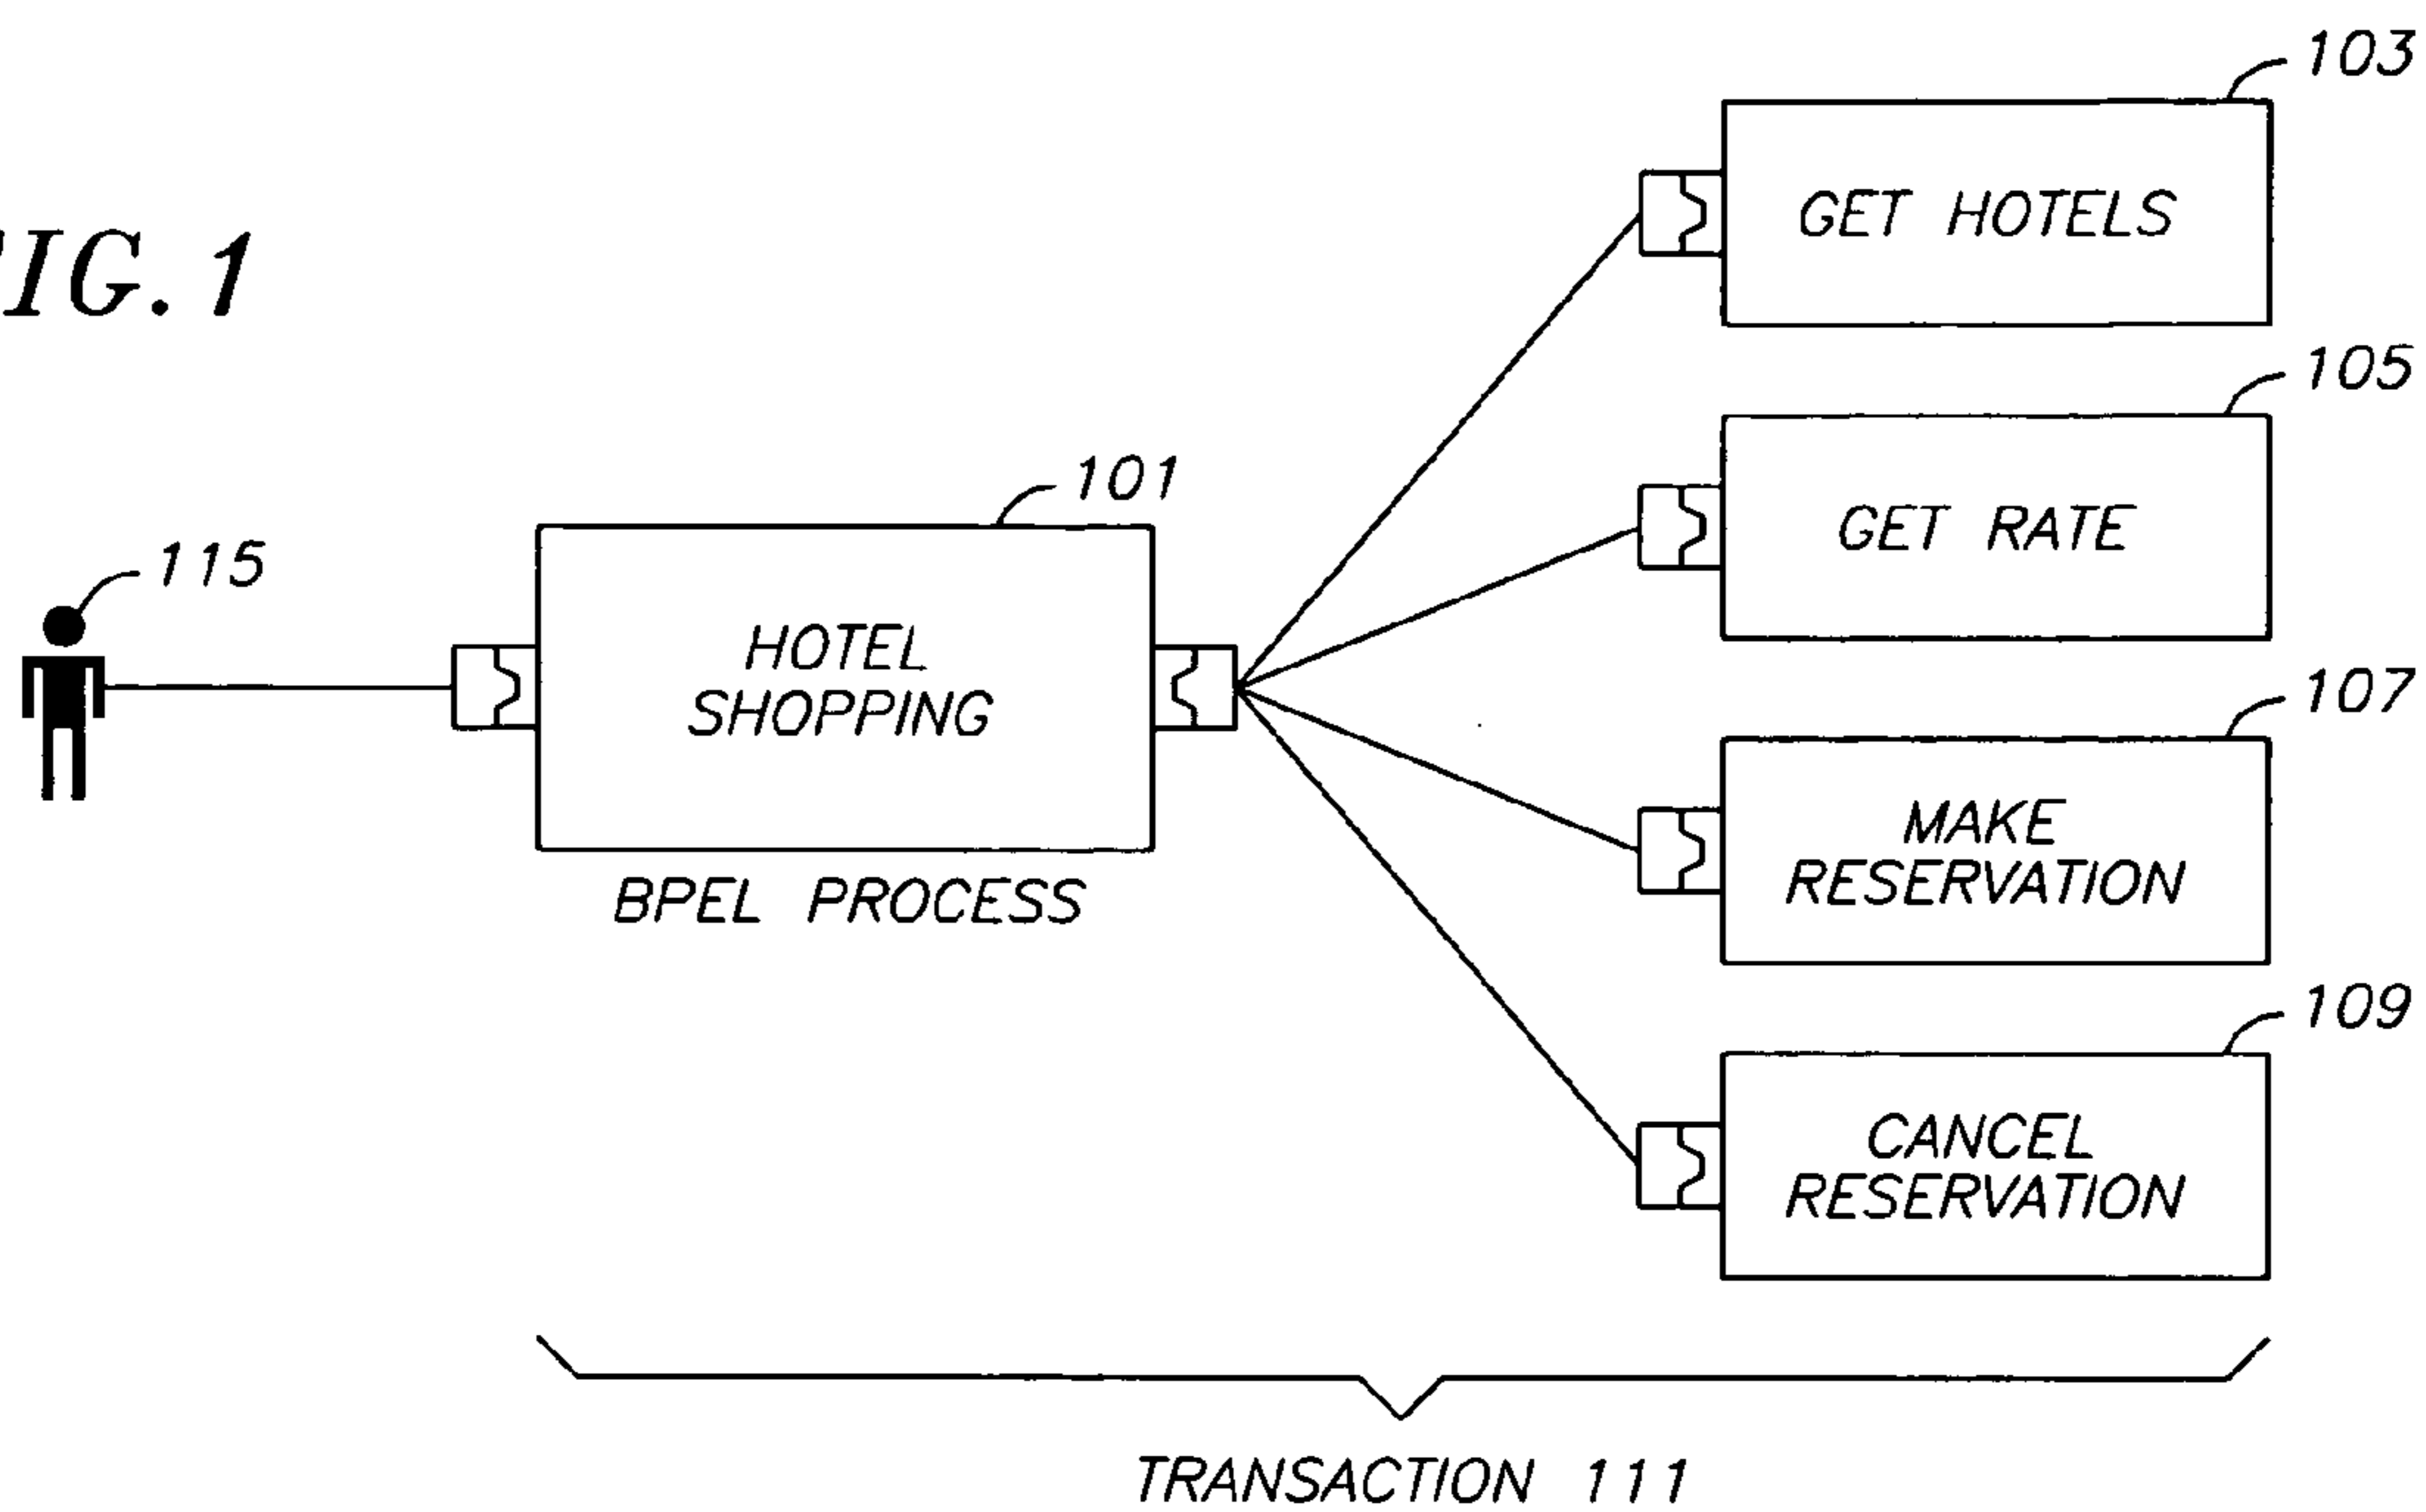 FIG. 1
103
GET HOTELS
105
GET RATE
101
115
HOTEL
SHOPPING
BPEL PROCESS
107
MAKE
RESERVATION
109
CANCEL
RESERVATION
TRANSACTION 111